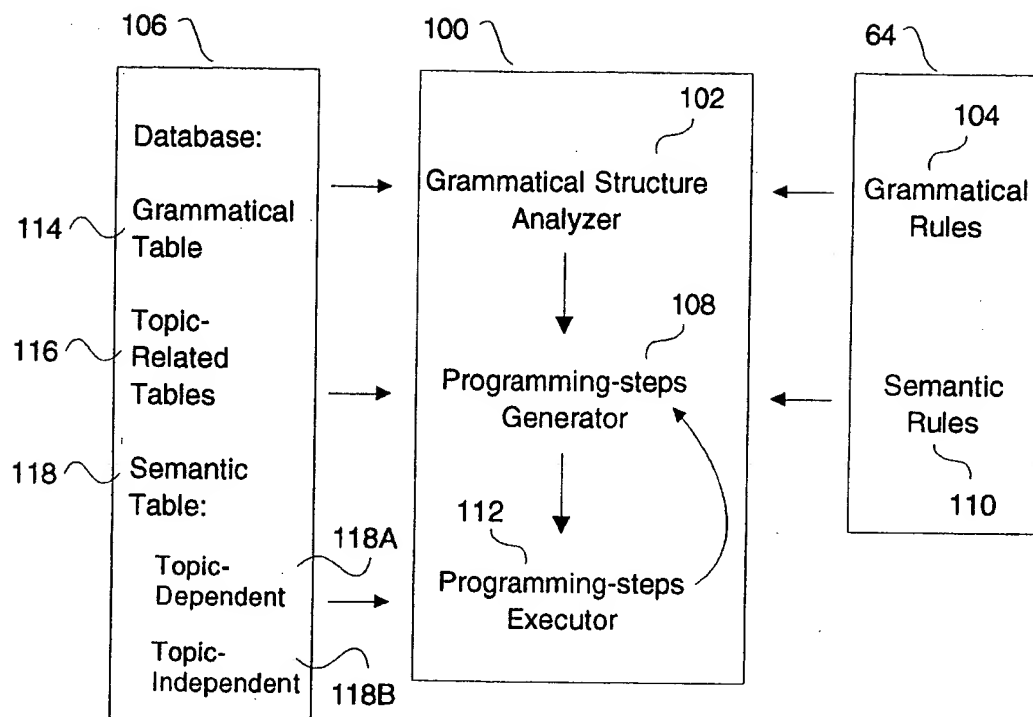 106
100
64
102
104
Database:
Grammatical Structure
Analyzer
Grammatical
Rules
Grammatical
Table
114
108
Topic-
Related
Tables
116
Programming-steps
Generator
Semantic
Rules
118
Semantic
Table:
110
112
118A
Topic-
Dependent
Programming-steps
Executor
Topic-
Independent
118B